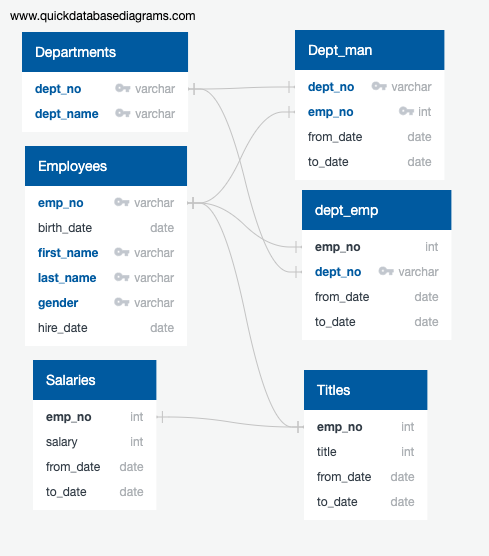 www.quickdatabasediagrams.com
Departments
dept_no varchar
dept_name varchar
Employees
emp_no varchar
birth_date date
first_name varchar
last_name varchar
gender varchar
hire_date date
Salaries
emp_no int
salary int
from_date date
to_date date
Dept_man
dept_no varchar
emp_no int
from_date date
to_date date
dept_emp
emp_no int
dept_no varchar
from_date date
to_date date
Titles
emp_no int
title int
from_date date
to_date date